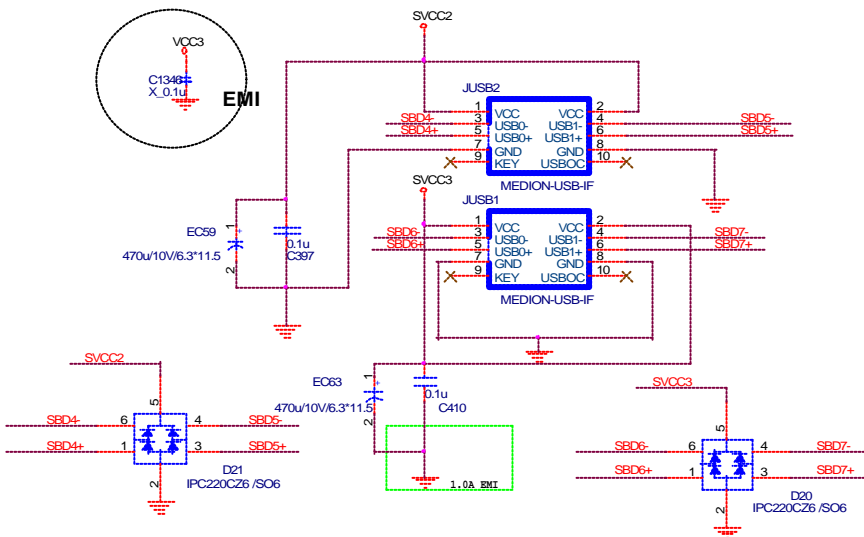 SVCC2
VCC3
C1346
X_0.1u
EMI
JUSB2
1 VCC VCC 2
SBD4- 3 USB0- USB1- 4 SBD5-
SBD4+ 5 USB0+ USB1+ 6 SBD5+
7 GND GND 8
9 KEY USBOC 10
MEDION-USB-IF
SVCC3
JUSB1
1 VCC VCC 2
SBD6- 3 USB0- USB1- 4 SBD7-
SBD6+ 5 USB0+ USB1+ 6 SBD7+
7 GND GND 8
9 KEY USBOC 10
MEDION-USB-IF
EC59
1
+
2
470u/10V/6.3*11.5
0.1u
C397
EC63
1
+
2
470u/10V/6.3*11.5
0.1u
C410
1.0A EMI
SVCC2
5
SBD4- 6 4 SBD5-
SBD4+ 1 3 SBD5+
2
D21
IPC220CZ6 /SO6
SVCC3
5
SBD6- 6 4 SBD7-
SBD6+ 1 3 SBD7+
2
D20
IPC220CZ6 /SO6